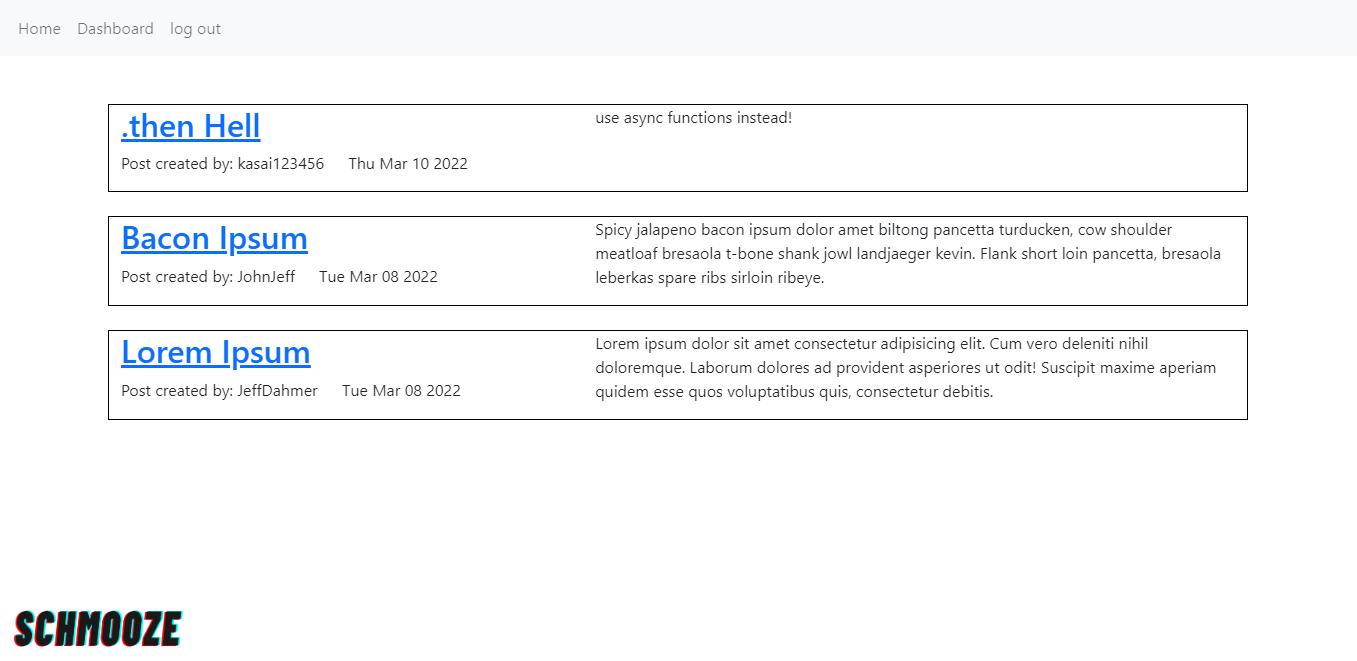 Home Dashboard log out
.then Hell
Post created by: kasai123456 Thu Mar 10 2022
use async functions instead!
Bacon Ipsum
Post created by: JohnJeff Tue Mar 08 2022
Spicy jalapeno bacon ipsum dolor amet biltong pancetta turducken, cow shoulder
meatloaf bresaola t-bone shank jowl landjaeger kevin. Flank short loin pancetta, bresaola
leberkas spare ribs sirloin ribeye.
Lorem Ipsum
Post created by: JeffDahmer Tue Mar 08 2022
Lorem ipsum dolor sit amet consectetur adipisicing elit. Cum vero deleniti nihil
doloremque. Laborum dolores ad provident asperiores ut odit! Suscipit maxime aperiam
quidem esse quos voluptatibus quis, consectetur debitis.
SCHMOOZE